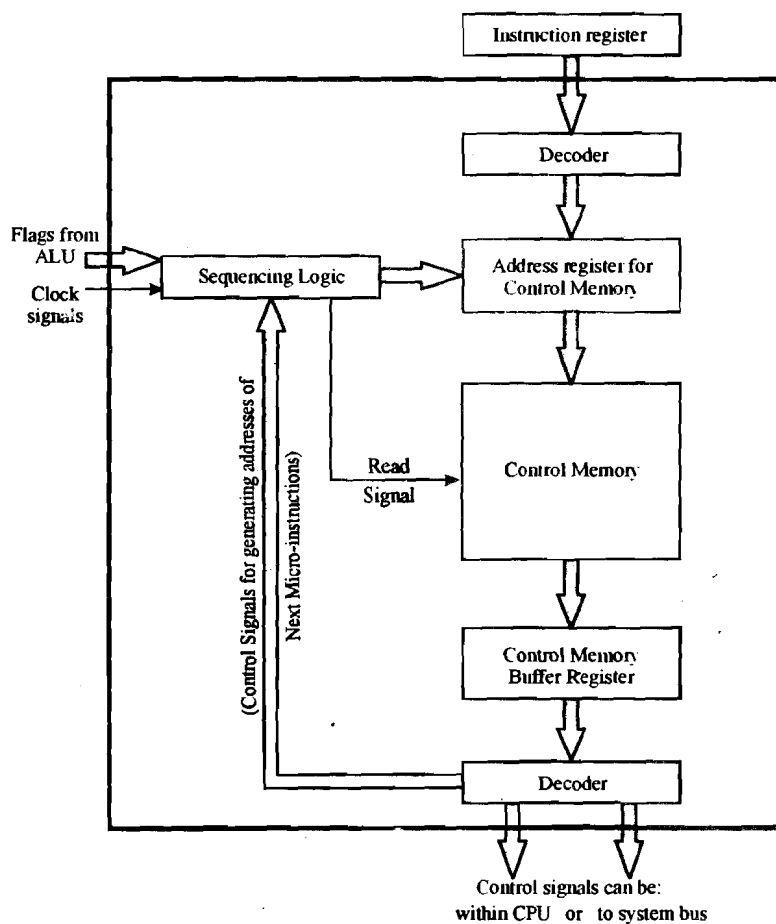 Instruction register
Decoder
Flags from
ALU
Clock
signals
Sequencing Logic
Address register for
Control Memory
Read
Signal
Control Memory
(Control Signals for generating addresses of
Next Micro-instructions)
Control Memory
Buffer Register
Decoder
Control signals can be:
within CPU or to system bus